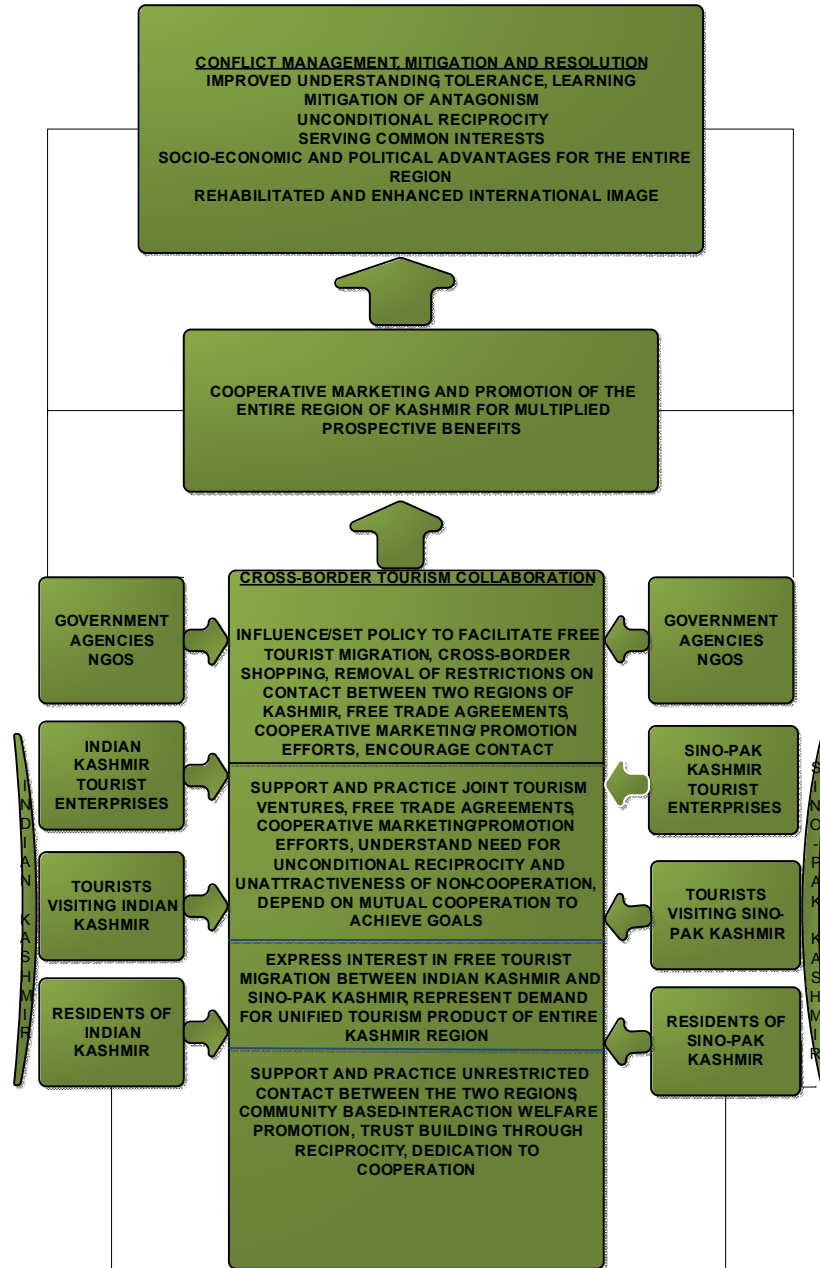 CONFLICT MANAGEMENT, MITIGATION AND RESOLUTION
IMPROVED UNDERSTANDING, TOLERANCE, LEARNING
MITIGATION OF ANTAGONISM
UNCONDITIONAL RECIPROCITY
SERVING COMMON INTERESTS
SOCIO-ECONOMIC AND POLITICAL ADVANTAGES FOR THE ENTIRE
REGION
REHABILITATED AND ENHANCED INTERNATIONAL IMAGE
COOPERATIVE MARKETING AND PROMOTION OF THE
ENTIRE REGION OF KASHMIR FOR MULTIPLIED
PROSPECTIVE BENEFITS
CROSS-BORDER TOURISM COLLABORATION
INFLUENCE/SET POLICY TO FACILITATE FREE
TOURIST MIGRATION, CROSS-BORDER
SHOPPING, REMOVAL OF RESTRICTIONS ON
CONTACT BETWEEN TWO REGIONS OF
KASHMIR, FREE TRADE AGREEMENTS,
COOPERATIVE MARKETING/ PROMOTION
EFFORTS, ENCOURAGE CONTACT
SUPPORT AND PRACTICE JOINT TOURISM
VENTURES, FREE TRADE AGREEMENTS,
COOPERATIVE MARKETING/PROMOTION
EFFORTS, UNDERSTAND NEED FOR
UNCONDITIONAL RECIPROCITY AND
UNATTRACTIVENESS OF NON-COOPERATION,
DEPEND ON MUTUAL COOPERATION TO
ACHIEVE GOALS
EXPRESS INTEREST IN FREE TOURIST
MIGRATION BETWEEN INDIAN KASHMIR AND
SINO-PAK KASHMIR, REPRESENT DEMAND
FOR UNIFIED TOURISM PRODUCT OF ENTIRE
KASHMIR REGION
SUPPORT AND PRACTICE UNRESTRICTED
CONTACT BETWEEN THE TWO REGIONS,
COMMUNITY BASED-INTERACTION WELFARE
PROMOTION, TRUST BUILDING THROUGH
RECIPROCITY, DEDICATION TO
COOPERATION
GOVERNMENT
AGENCIES
NGOS
INDIAN
KASHMIR
TOURIST
ENTERPRISES
TOURISTS
VISITING INDIAN
KASHMIR
RESIDENTS OF
INDIAN
KASHMIR
INDIAN KASHMIR
GOVERNMENT
AGENCIES
NGOS
SINO-PAK
KASHMIR
TOURIST
ENTERPRISES
TOURISTS
VISITING SINO-
PAK KASHMIR
RESIDENTS OF
SINO-PAK
KASHMIR
SINO-PAK KASHMIR